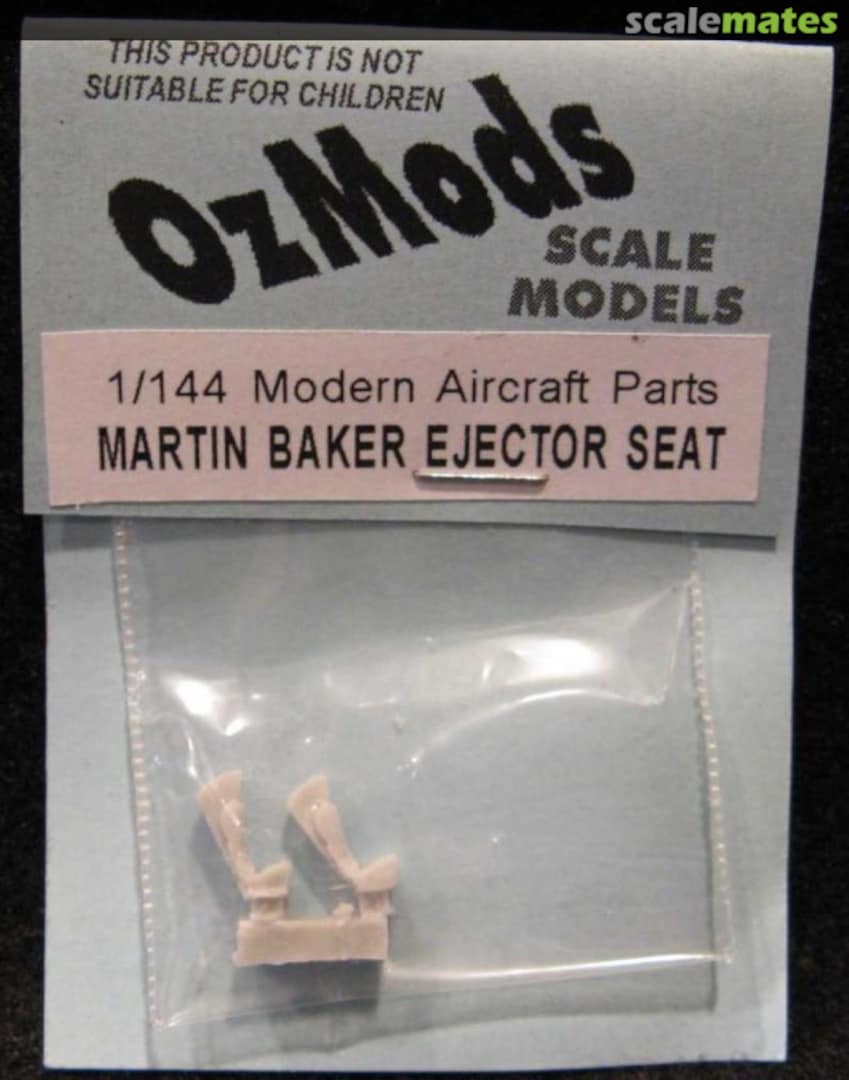 scalemates
THIS PRODUCT IS NOT
SUITABLE FOR CHILDREN
OzMods
SCALE
MODELS
1/144 Modern Aircraft Parts
MARTIN BAKER EJECTOR SEAT